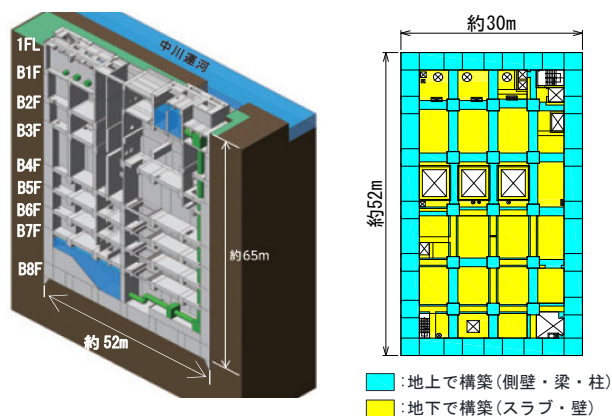 中川運河
1FL
B1F
B2F
B3F
B4F
B5F
B6F
B7F
B8F
約65m
約 52m
約30m
約52m
:地上で構築(側壁・梁・柱)
:地下で構築(スラブ・壁)